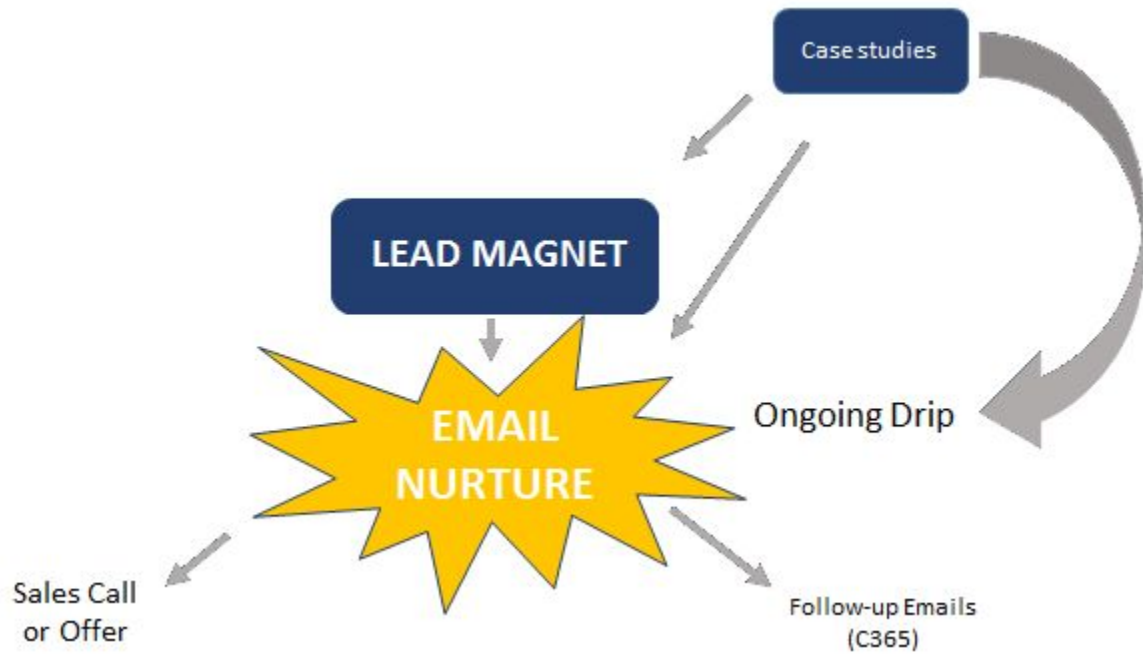 Case studies
LEAD MAGNET
EMAIL
NURTURE
Ongoing Drip
Sales Call
or Offer
Follow-up Emails
(C365)